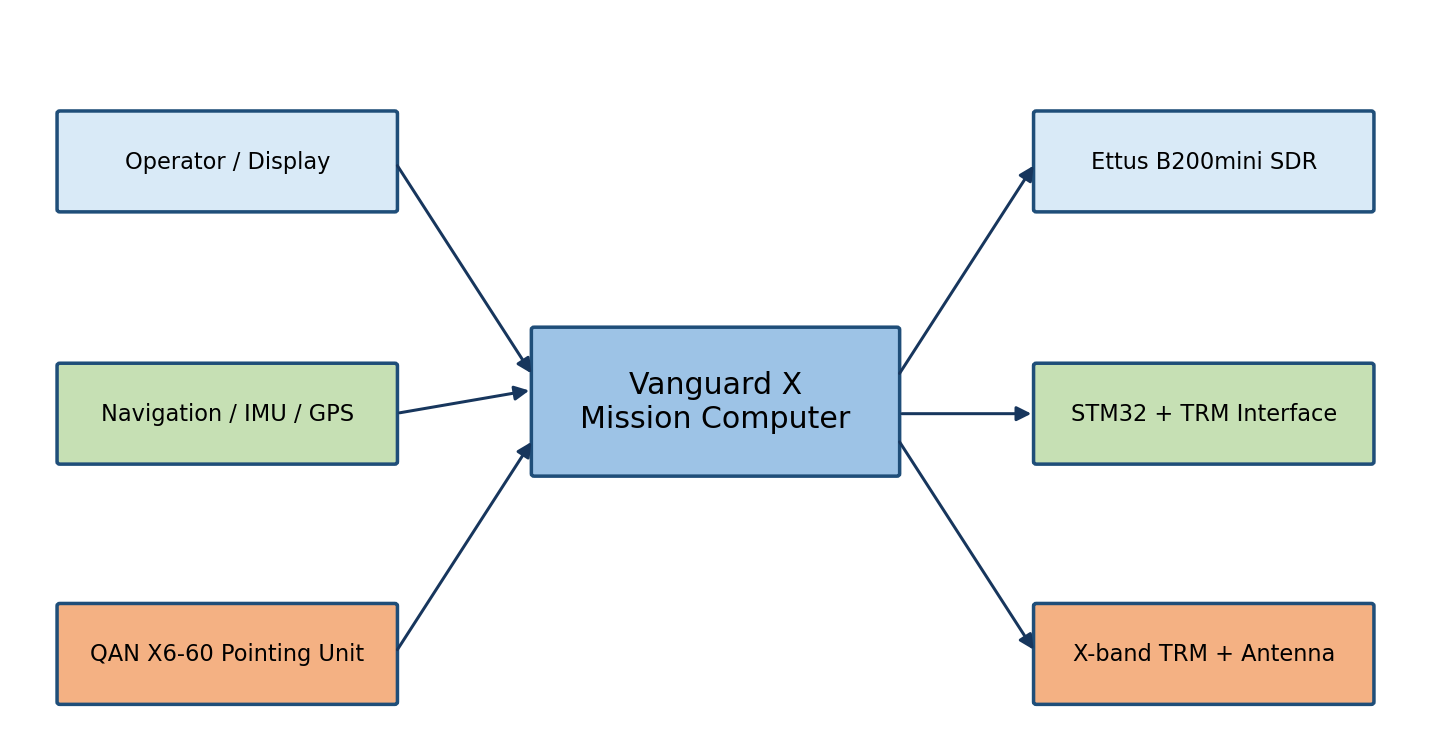 Operator / Display
Ettus B200mini SDR
Vanguard X
Mission Computer
Navigation / IMU / GPS
STM32 + TRM Interface
QAN X6-60 Pointing Unit
X-band TRM + Antenna